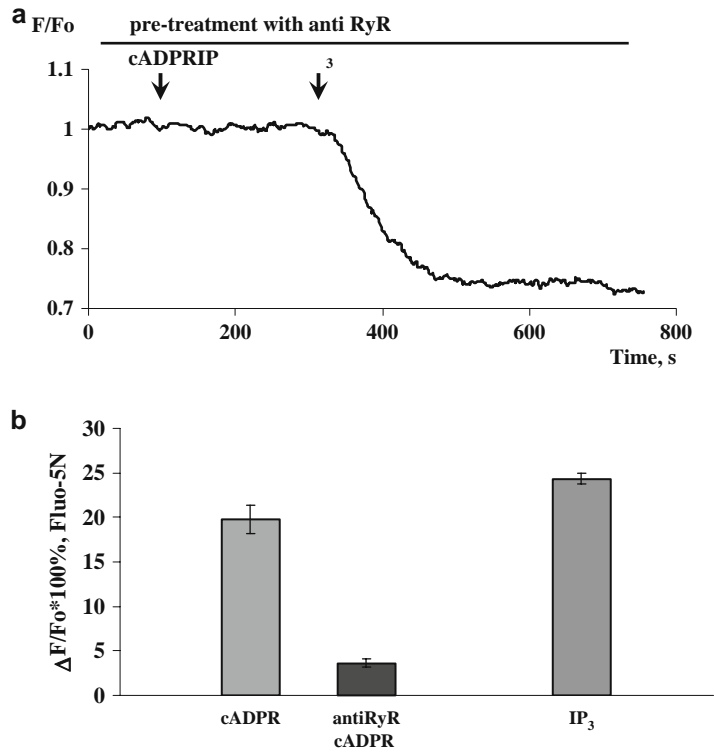 a
F/Fo
pre-treatment with anti RyR
cADPRIP
3
1.1
1
0.9
0.8
0.7
0
200
400
600
800
Time, s
b
ΔF/Fo*100%, Fluo-5N
30
25
20
15
10
5
0
cADPR
antiRyR
cADPR
IP₃